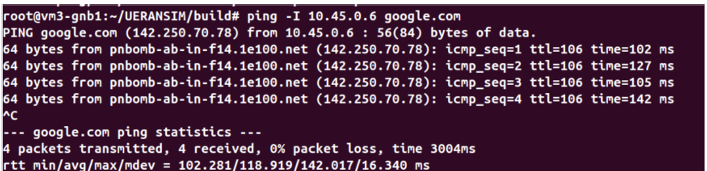 root@vm3-gnb1:~/UERANSIM/build# ping -I 10.45.0.6 google.com
PING google.com (142.250.70.78) from 10.45.0.6 : 56(84) bytes of data.
64 bytes from pnbomb-ab-in-f14.1e100.net (142.250.70.78): icmp_seq=1 ttl=106 time=102 ms
64 bytes from pnbomb-ab-in-f14.1e100.net (142.250.70.78): icmp_seq=2 ttl=106 time=127 ms
64 bytes from pnbomb-ab-in-f14.1e100.net (142.250.70.78): icmp_seq=3 ttl=106 time=105 ms
64 bytes from pnbomb-ab-in-f14.1e100.net (142.250.70.78): icmp_seq=4 ttl=106 time=142 ms
^C
--- google.com ping statistics ---
4 packets transmitted, 4 received, 0% packet loss, time 3004ms
rtt min/avg/max/mdev = 102.281/118.919/142.017/16.340 ms